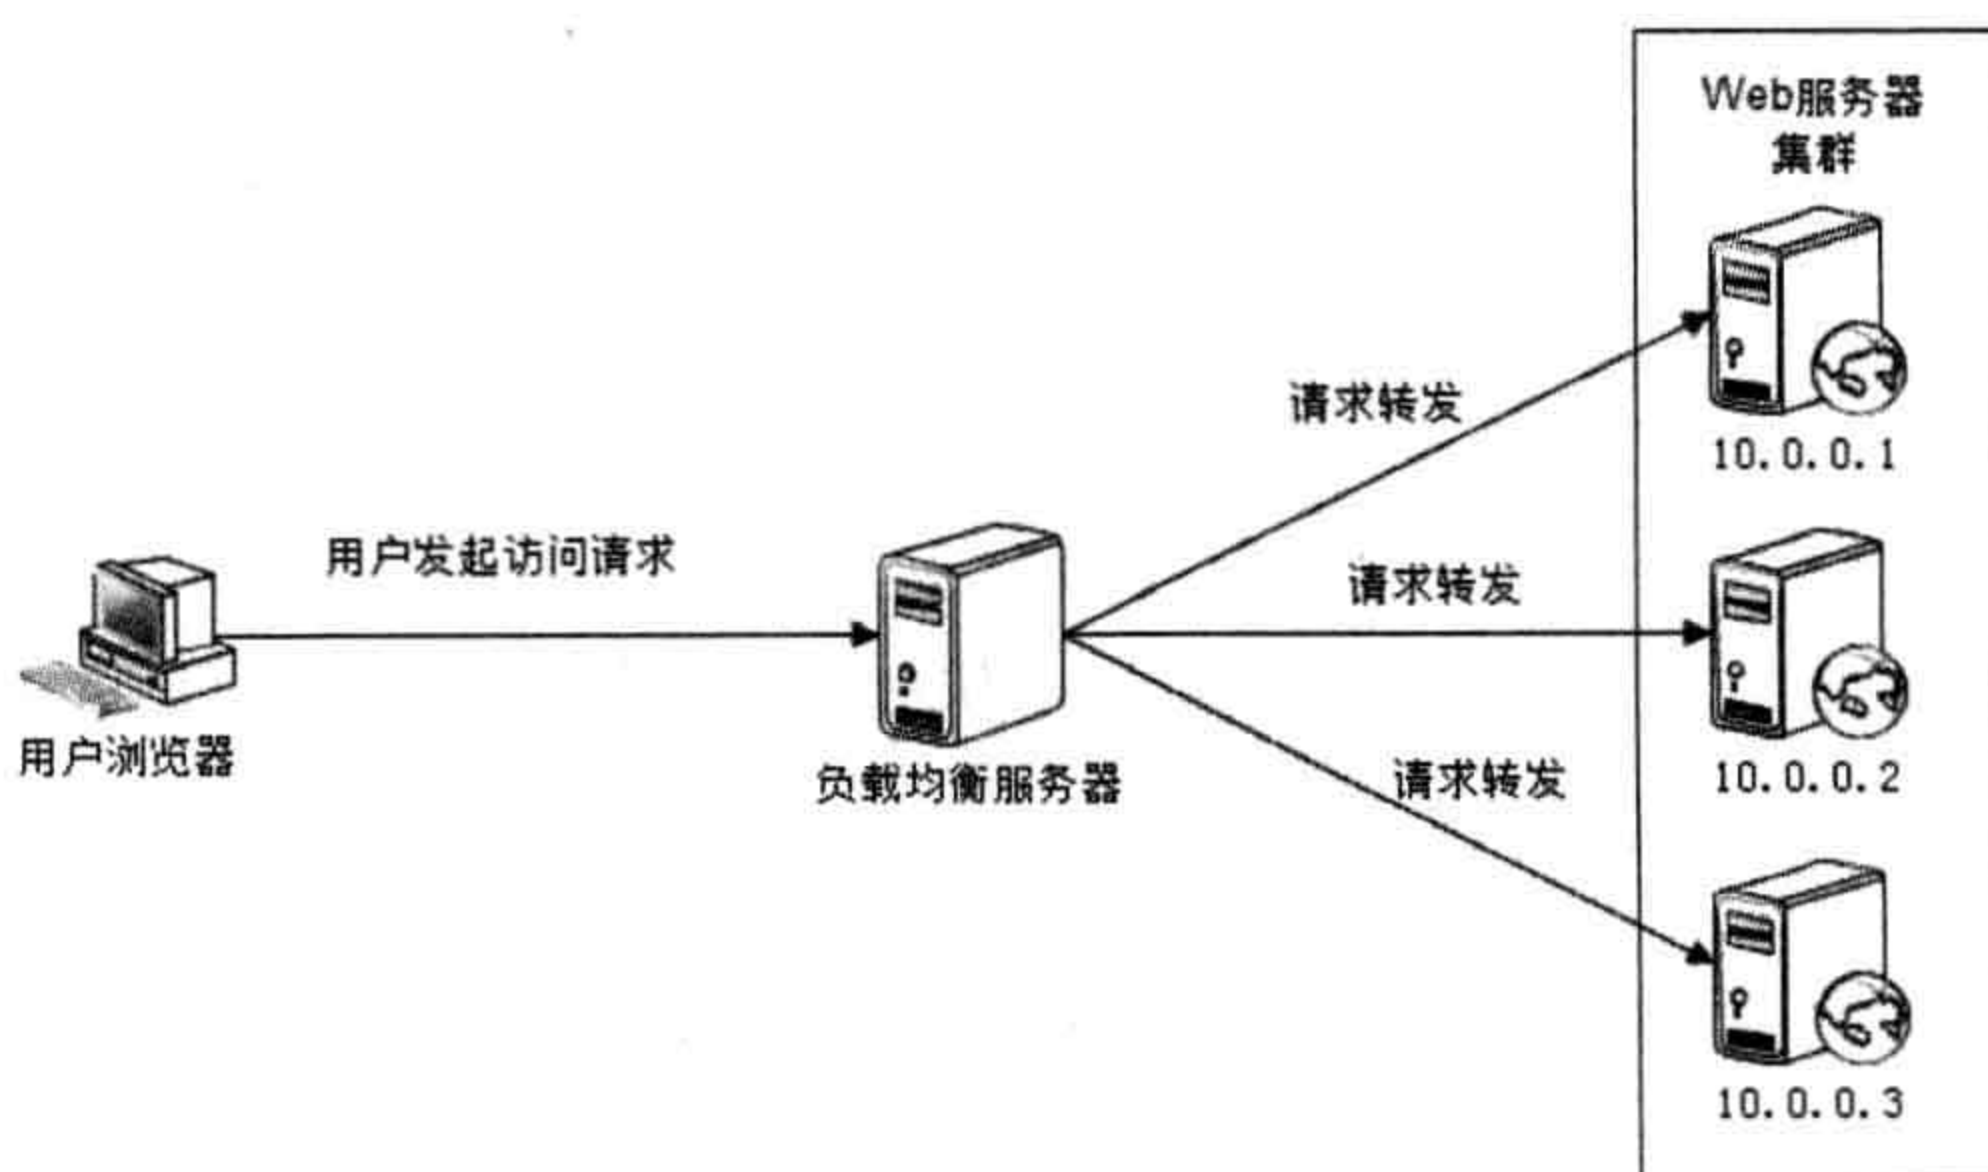 Web服务器
集群
请求转发
10.0.0.1
用户发起访问请求
请求转发
用户浏览器
负载均衡服务器
请求转发
10.0.0.2
10.0.0.3